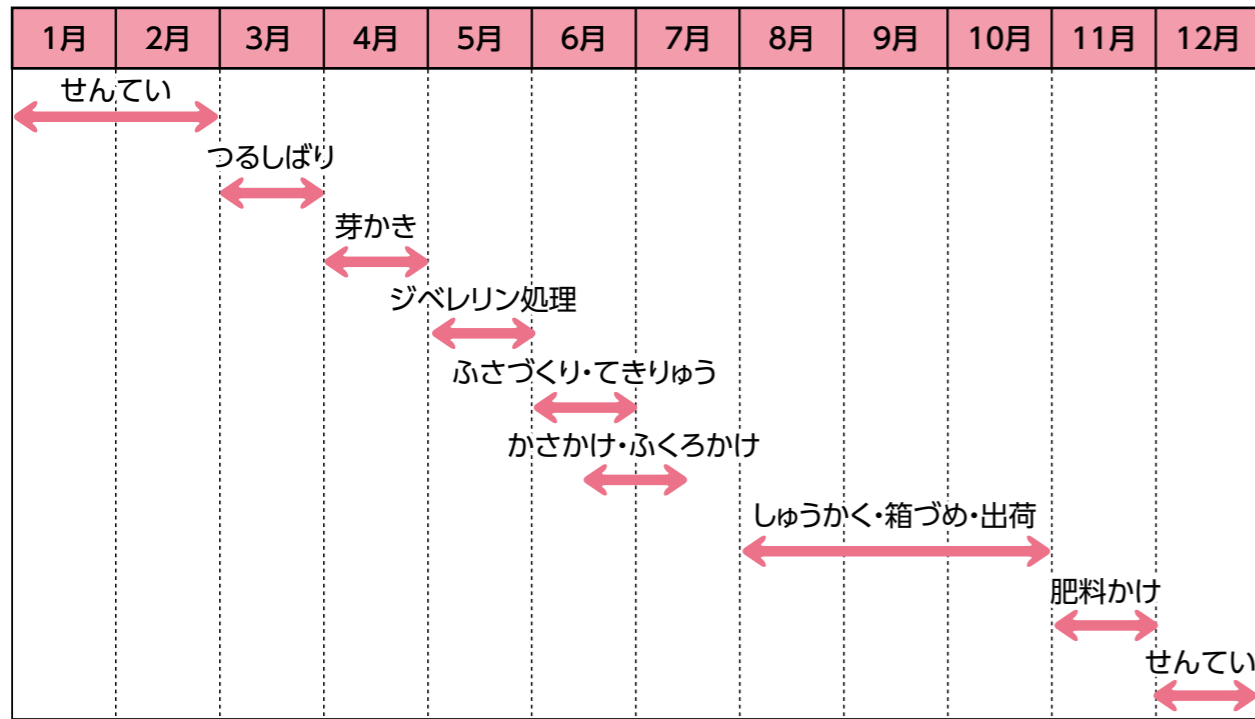 1月 2月 3月 4月 5月 6月 7月 8月 9月 10月 11月 12月
せんてい
つるしばり
芽かき
ジベレリン処理
ふさづくり・てきりゅう
かさかけ・ふくろかけ
しゅうかく・箱づめ・出荷
肥料かけ
せんてい